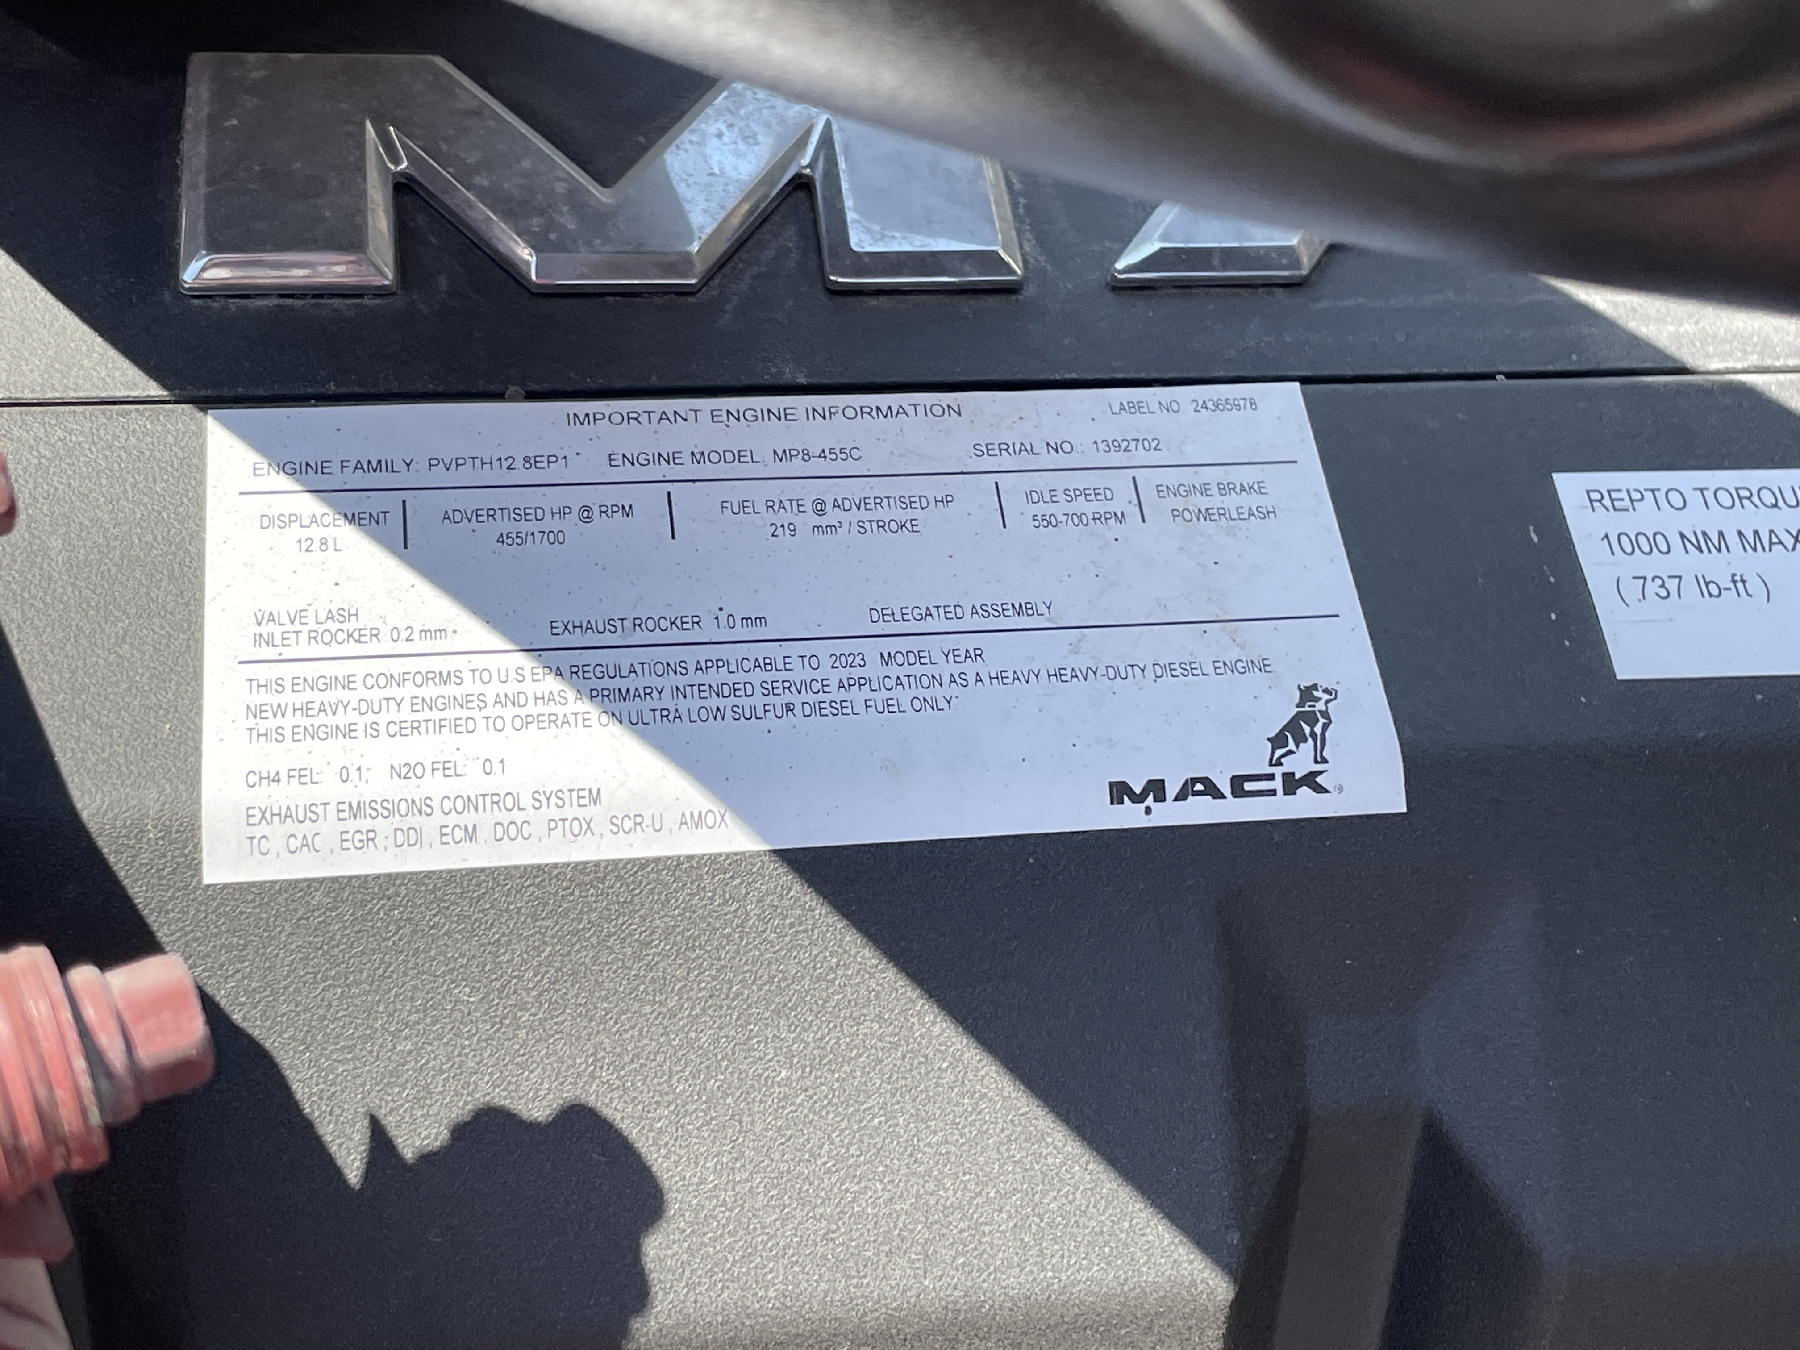 IMPORTANT ENGINE INFORMATION
LABEL NO 24365978
ENGINE FAMILY: PVPTH12.8EP1 ENGINE MODEL: MP8-455C SERIAL NO.: 1392702
DISPLACEMENT
12.8 L
ADVERTISED HP @ RPM
455/1700
FUEL RATE @ ADVERTISED HP
219 mm³ / STROKE
IDLE SPEED
550-700 RPM
ENGINE BRAKE
POWERLEASH
VALVE LASH
INLET ROCKER 0.2 mm EXHAUST ROCKER 1.0 mm DELEGATED ASSEMBLY
THIS ENGINE CONFORMS TO U.S EPA REGULATIONS APPLICABLE TO 2023 MODEL YEAR
NEW HEAVY-DUTY ENGINES AND HAS A PRIMARY INTENDED SERVICE APPLICATION AS A HEAVY HEAVY-DUTY DIESEL ENGINE
THIS ENGINE IS CERTIFIED TO OPERATE ON ULTRA LOW SULFUR DIESEL FUEL ONLY
CH4 FEL: 0.1; N2O FEL: 0.1
EXHAUST EMISSIONS CONTROL SYSTEM
TC , CAC , EGR , DDI , ECM , DOC , PTOX , SCR-U , AMOX
MACK®
REPTO TORQU
1000 NM MAX
( 737 lb-ft )